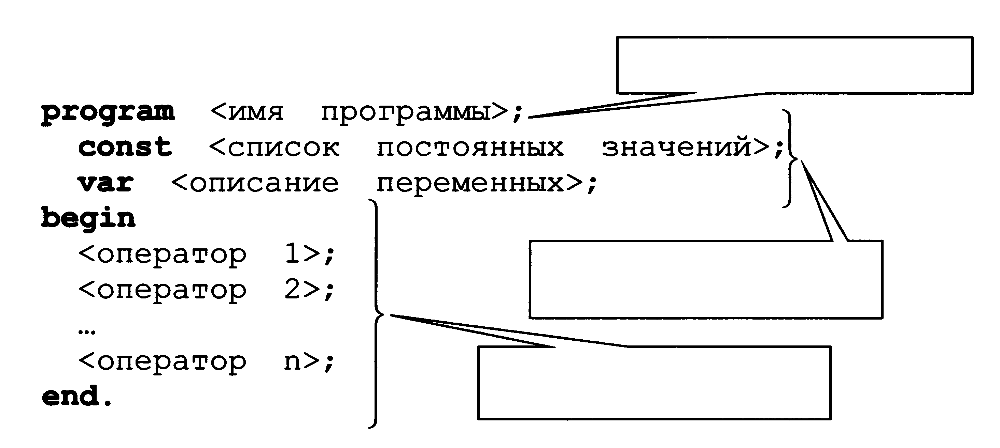 program <имя программы>;
const <список постоянных значений>;
var <описание переменных>;
begin
<оператор 1>;
<оператор 2>;
…
<оператор n>;
end.